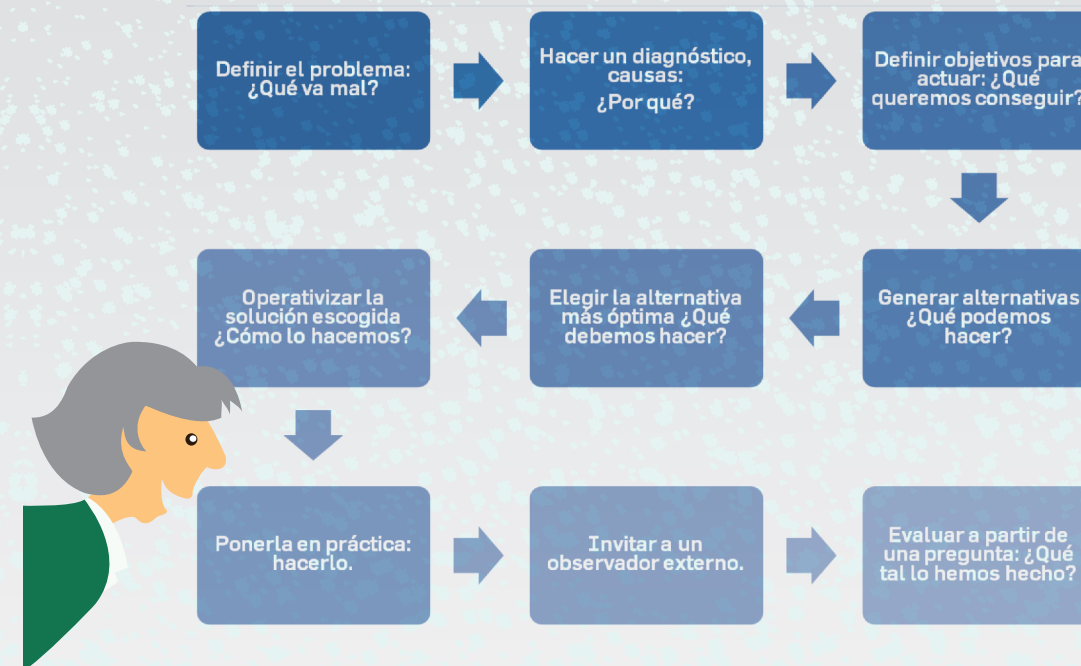 Definir el problema:
¿Qué va mal?
Hacer un diagnóstico,
causas:
¿Por qué?
Definir objetivos para
actuar: ¿Qué
queremos conseguir?
Generar alternativas
¿Qué podemos
hacer?
Elegir la alternativa
más óptima ¿Qué
debemos hacer?
Operativizar la
solución escogida
¿Cómo lo hacemos?
Ponerla en práctica:
hacerlo.
Invitar a un
observador externo.
Evaluar a partir de
una pregunta: ¿Qué
tal lo hemos hecho?